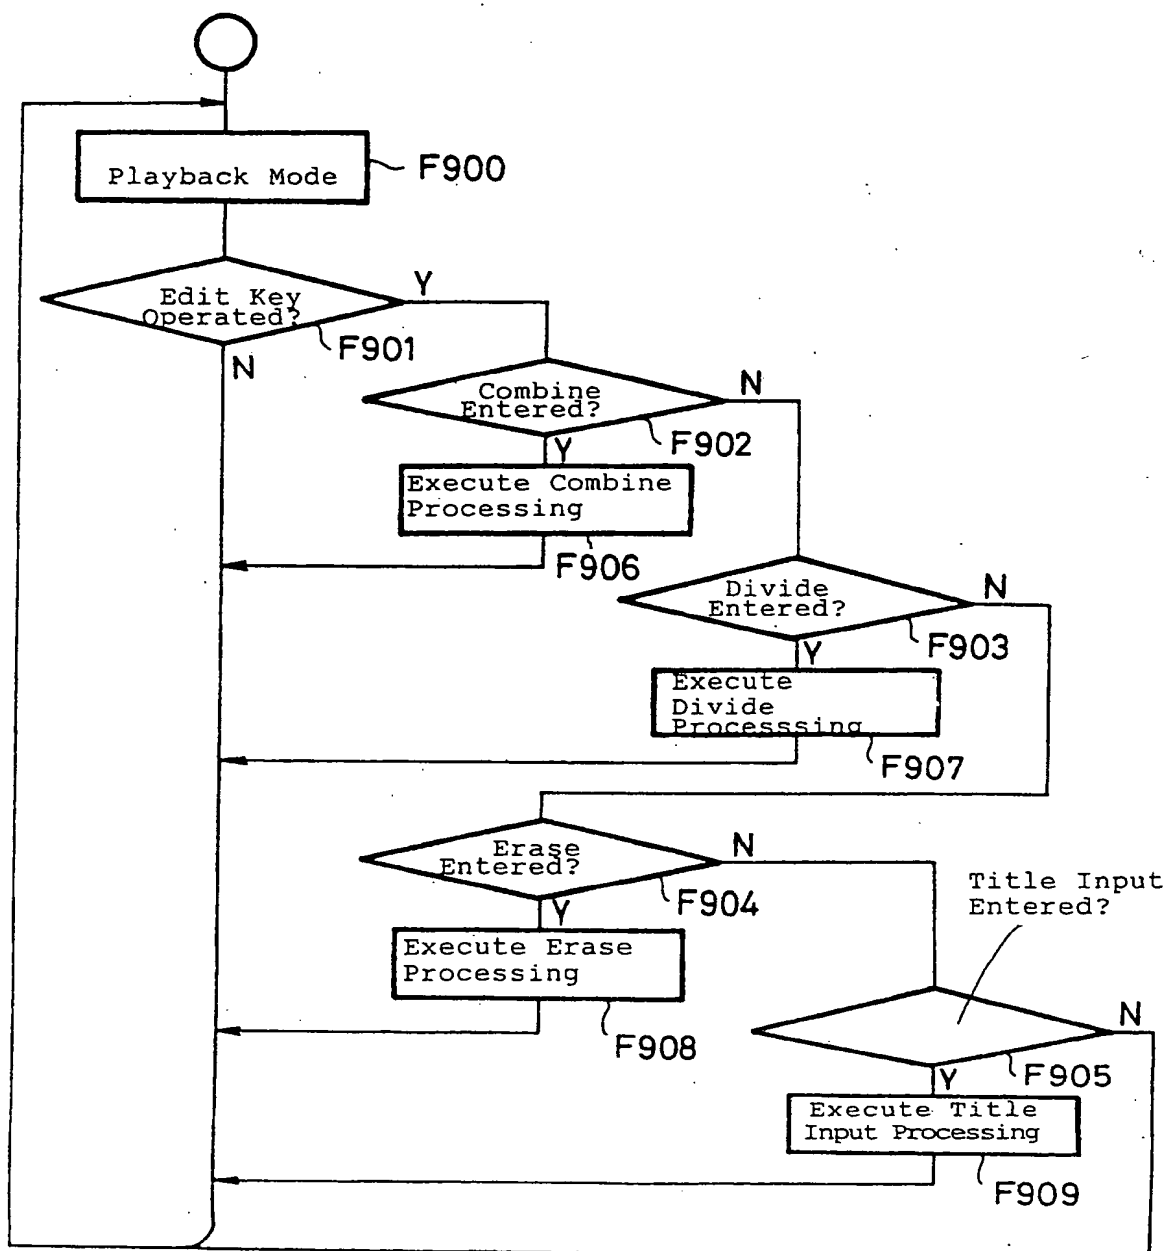 Playback Mode
F900
Edit Key
Operated?
Y
F901
N
Combine
Entered?
N
F902
Y
Execute Combine
Processing
F906
Divide
Entered?
N
F903
Y
Execute
Divide
Processsing
F907
Erase
Entered?
N
F904
Y
Title Input
Entered?
Execute Erase
Processing
F908
N
F905
Y
Execute Title
Input Processing
F909